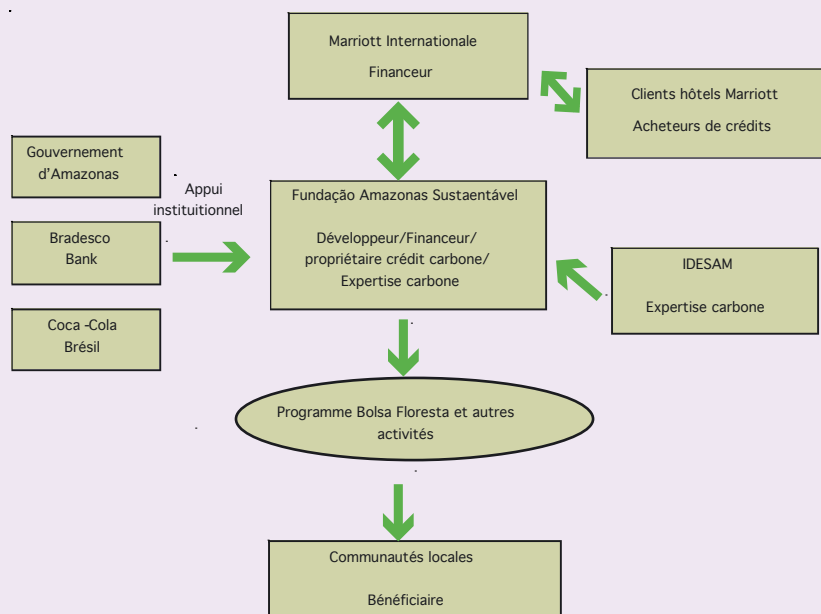 Marriott Internationale
Financeur
Clients hôtels Marriott
Acheteurs de crédits
Gouvernement
d’Amazonas
Appui
instituitionnel
Bradesco
Bank
Coca -Cola
Brésil
Fundação Amazonas Sustaentável
Développeur/Financeur/
propriétaire crédit carbone/
Expertise carbone
IDESAM
Expertise carbone
Programme Bolsa Floresta et autres
activités
Communautés locales
Bénéficiaire